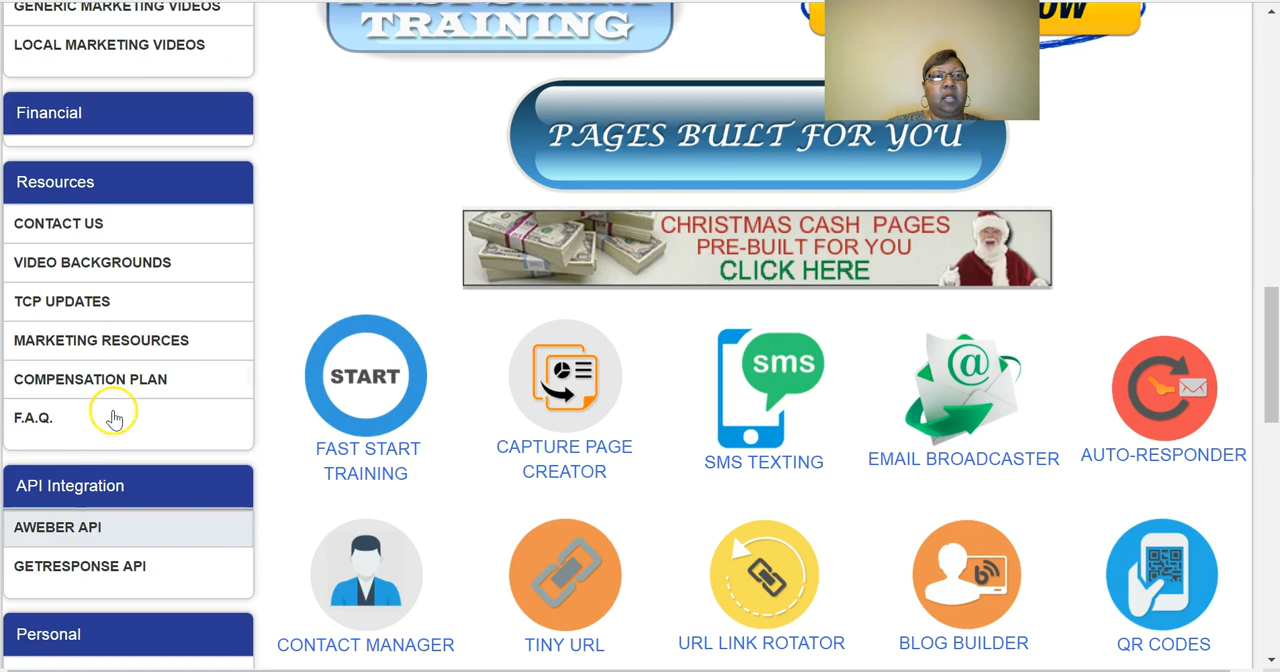 GENERIC MARKETING VIDEOS
LOCAL MARKETING VIDEOS
Financial
Resources
CONTACT US
VIDEO BACKGROUNDS
TCP UPDATES
MARKETING RESOURCES
COMPENSATION PLAN
F.A.Q.
API Integration
AWEBER API
GETRESPONSE API
Personal
TRAINING
PAGES BUILT FOR YOU
CHRISTMAS CASH PAGES
PRE-BUILT FOR YOU
CLICK HERE
START
FAST START
TRAINING
CAPTURE PAGE
CREATOR
sms
SMS TEXTING
@
EMAIL BROADCASTER
AUTO-RESPONDER
CONTACT MANAGER
TINY URL
URL LINK ROTATOR
BLOG BUILDER
QR CODES